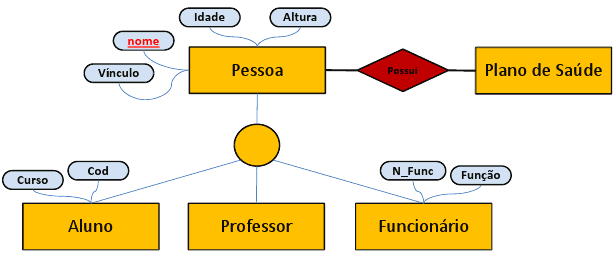 Idade
Altura
nome
Vínculo
Pessoa
Possui
Plano de Saúde
Curso
Cod
N_Func
Função
Aluno
Professor
Funcionário